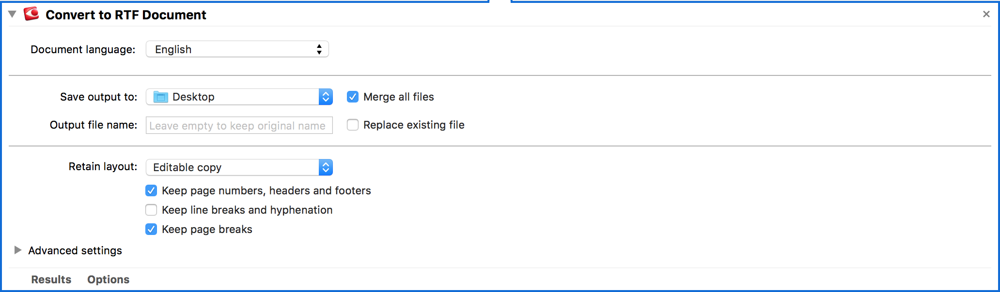 Convert to RTF Document
Document language: English
Save output to: Desktop Merge all files
Output file name: Leave empty to keep original name Replace existing file
Retain layout: Editable copy
Keep page numbers, headers and footers
Keep line breaks and hyphenation
Keep page breaks
Advanced settings
Results Options